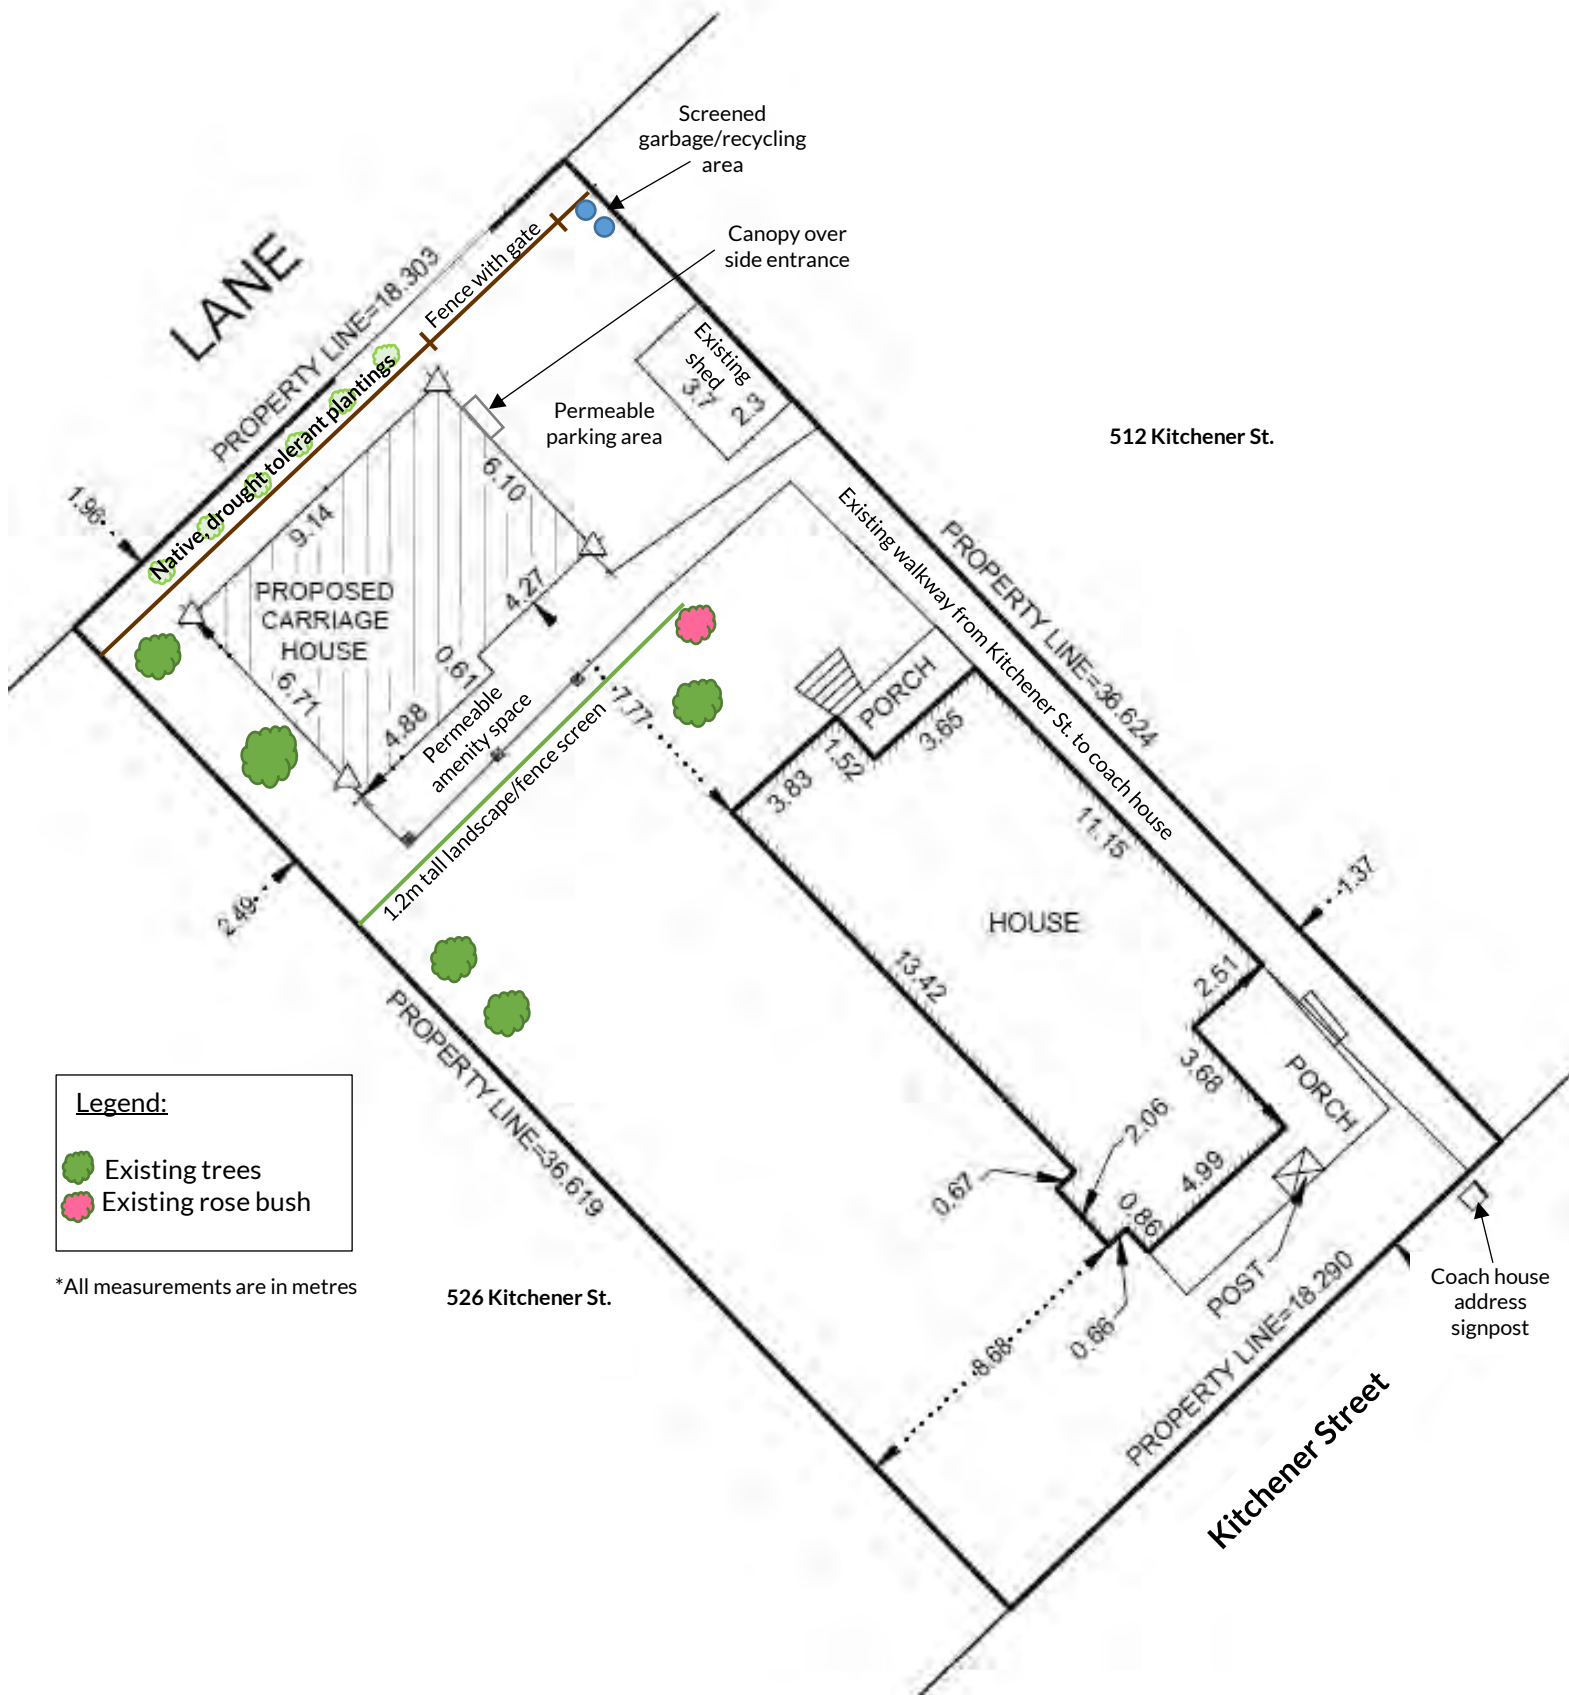 Screened
garbage/recycling
area
Canopy over
side entrance
LANE
PROPERTY LINE=18.303
Fence with gate
Native, drought tolerant plantings
Existing
shed
3.7
2.3
Permeable
parking area
512 Kitchener St.
1.96
9.14
6.10
PROPOSED
CARRIAGE
HOUSE
4.27
0.61
6.71
4.88
Permeable
amenity space
7.77
1.2m tall landscape/fence screen
2.49
Existing walkway from Kitchener St. to coach house
PROPERTY LINE=36.624
PORCH
3.65
1.52
3.83
11.15
1.37
HOUSE
13.42
2.51
3.68
PORCH
2.06
0.67
4.99
0.86
POST
0.66
8.68
PROPERTY LINE=36.619
PROPERTY LINE=18.290
Coach house
address
signpost
Kitchener Street
Legend:
Existing trees
Existing rose bush
*All measurements are in metres
526 Kitchener St.